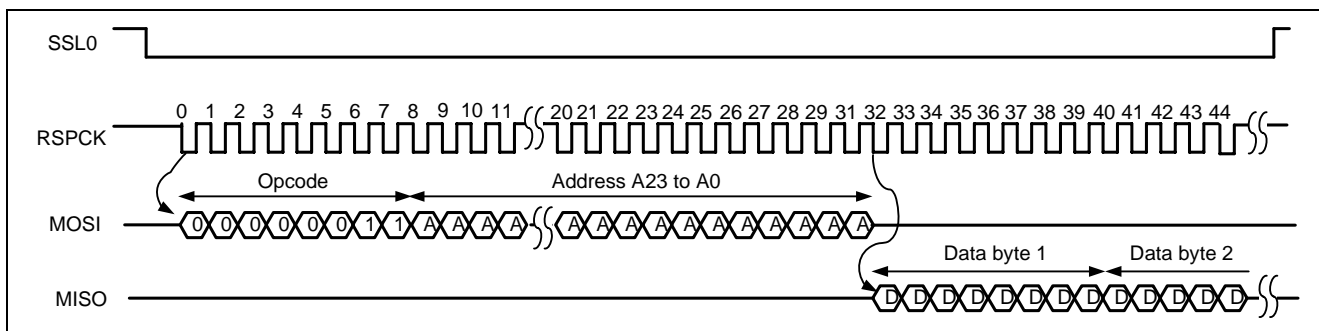 SSL0
0 1 2 3 4 5 6 7 8 9 10 11 20 21 22 23 24 25 26 27 28 29 31 32 33 34 35 36 37 38 39 40 41 42 43 44
RSPCK
Opcode Address A23 to A0
MOSI 0 0 0 0 0 0 1 1 A A A A A A A A A A A A A A A
Data byte 1 Data byte 2
MISO D D D D D D D D D D D D D